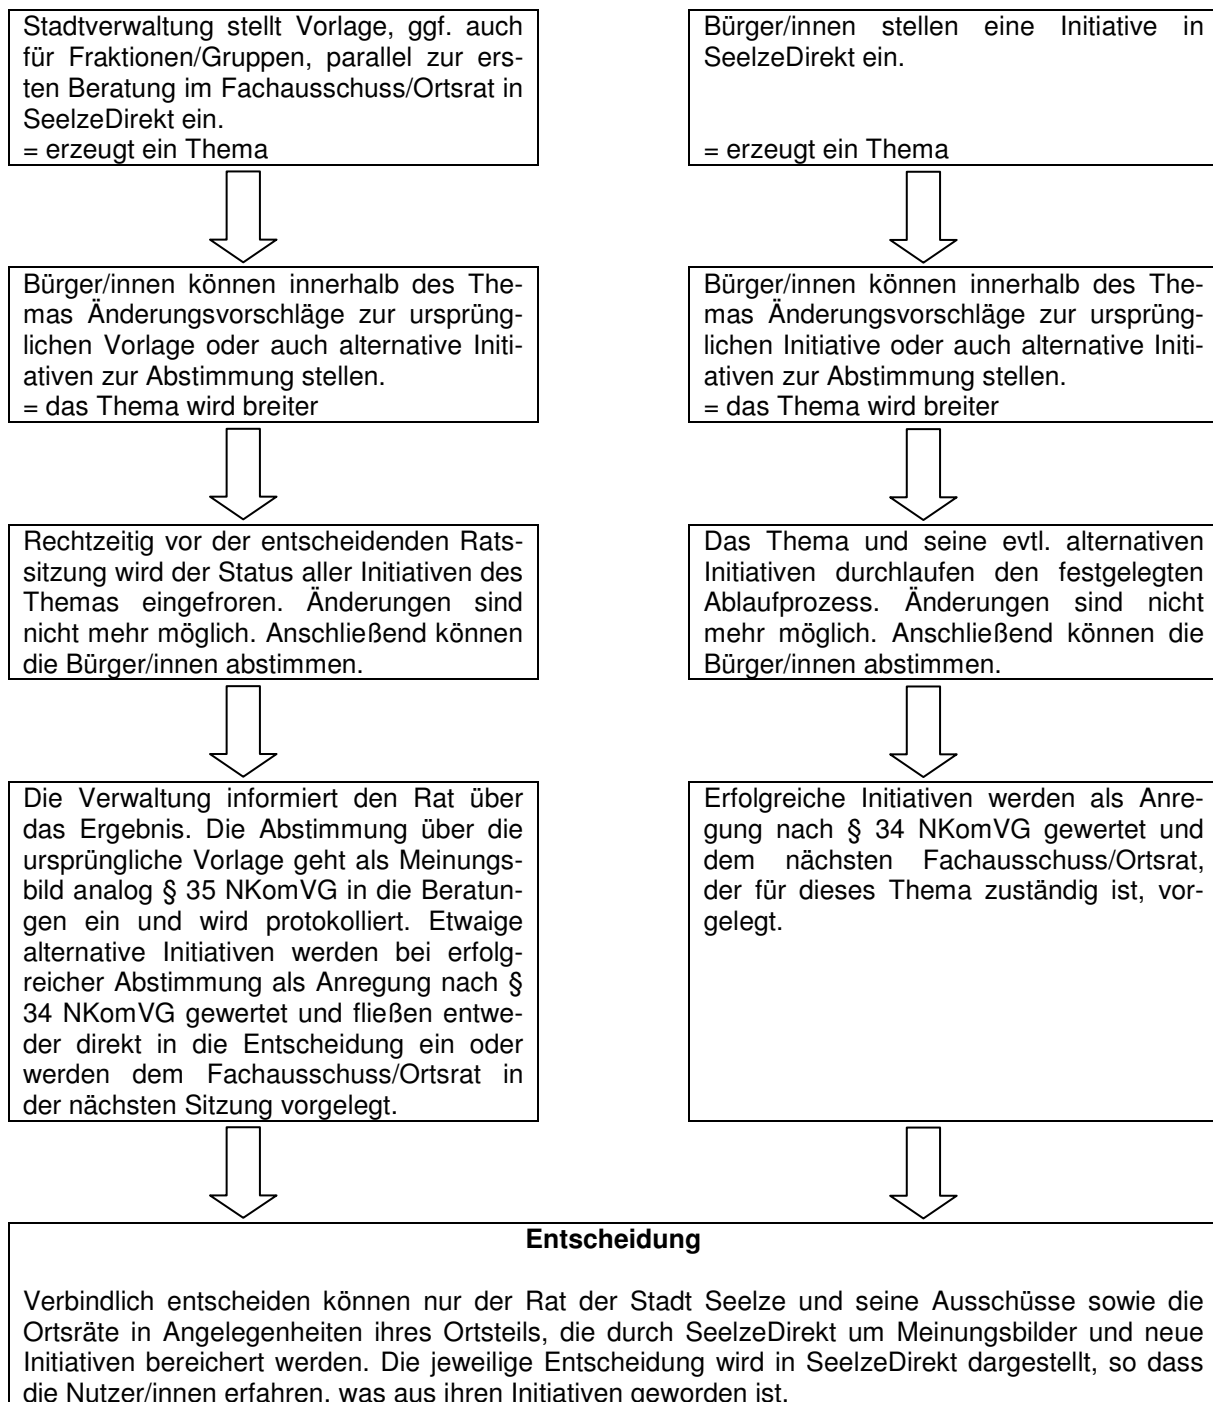 Stadtverwaltung stellt Vorlage, ggf. auch
für Fraktionen/Gruppen, parallel zur ers-
ten Beratung im Fachausschuss/Ortsrat in
SeelzeDirekt ein.
= erzeugt ein Thema
Bürger/innen stellen eine Initiative in
SeelzeDirekt ein.
= erzeugt ein Thema
Bürger/innen können innerhalb des The-
mas Änderungsvorschläge zur ursprüng-
lichen Vorlage oder auch alternative Initi-
ativen zur Abstimmung stellen.
= das Thema wird breiter
Bürger/innen können innerhalb des The-
mas Änderungsvorschläge zur ursprüng-
lichen Initiative oder auch alternative Initi-
ativen zur Abstimmung stellen.
= das Thema wird breiter
Rechtzeitig vor der entscheidenden Rats-
sitzung wird der Status aller Initiativen des
Themas eingefroren. Änderungen sind
nicht mehr möglich. Anschließend können
die Bürger/innen abstimmen.
Das Thema und seine evtl. alternativen
Initiativen durchlaufen den festgelegten
Ablaufprozess. Änderungen sind nicht
mehr möglich. Anschließend können die
Bürger/innen abstimmen.
Die Verwaltung informiert den Rat über
das Ergebnis. Die Abstimmung über die
ursprüngliche Vorlage geht als Meinungs-
bild analog § 35 NKomVG in die Beratun-
gen ein und wird protokolliert. Etwaige
alternative Initiativen werden bei erfolg-
reicher Abstimmung als Anregung nach §
34 NKomVG gewertet und fließen entwe-
der direkt in die Entscheidung ein oder
werden dem Fachausschuss/Ortsrat in
der nächsten Sitzung vorgelegt.
Erfolgreiche Initiativen werden als Anre-
gung nach § 34 NKomVG gewertet und
dem nächsten Fachausschuss/Ortsrat,
der für dieses Thema zuständig ist, vor-
gelegt.
Entscheidung
Verbindlich entscheiden können nur der Rat der Stadt Seelze und seine Ausschüsse sowie die
Ortsräte in Angelegenheiten ihres Ortsteils, die durch SeelzeDirekt um Meinungsbilder und neue
Initiativen bereichert werden. Die jeweilige Entscheidung wird in SeelzeDirekt dargestellt, so dass
die Nutzer/innen erfahren, was aus ihren Initiativen geworden ist.